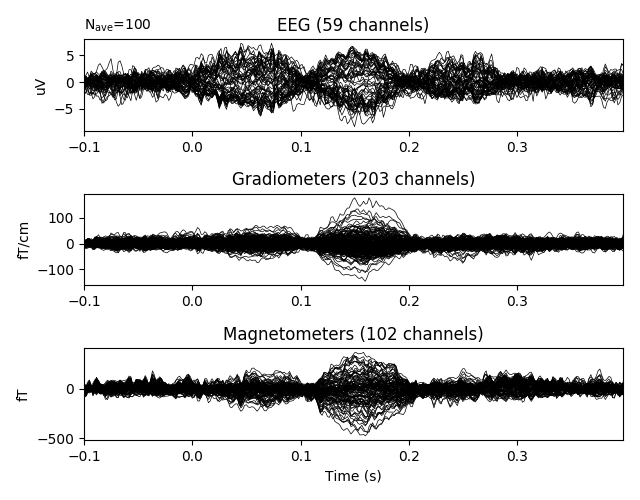 N_ave=100
EEG (59 channels)
5
0
−5
uV
−0.1 0.0 0.1 0.2 0.3
Gradiometers (203 channels)
100
0
−100
fT/cm
−0.1 0.0 0.1 0.2 0.3
Magnetometers (102 channels)
0
−500
fT
−0.1 0.0 0.1 0.2 0.3
Time (s)